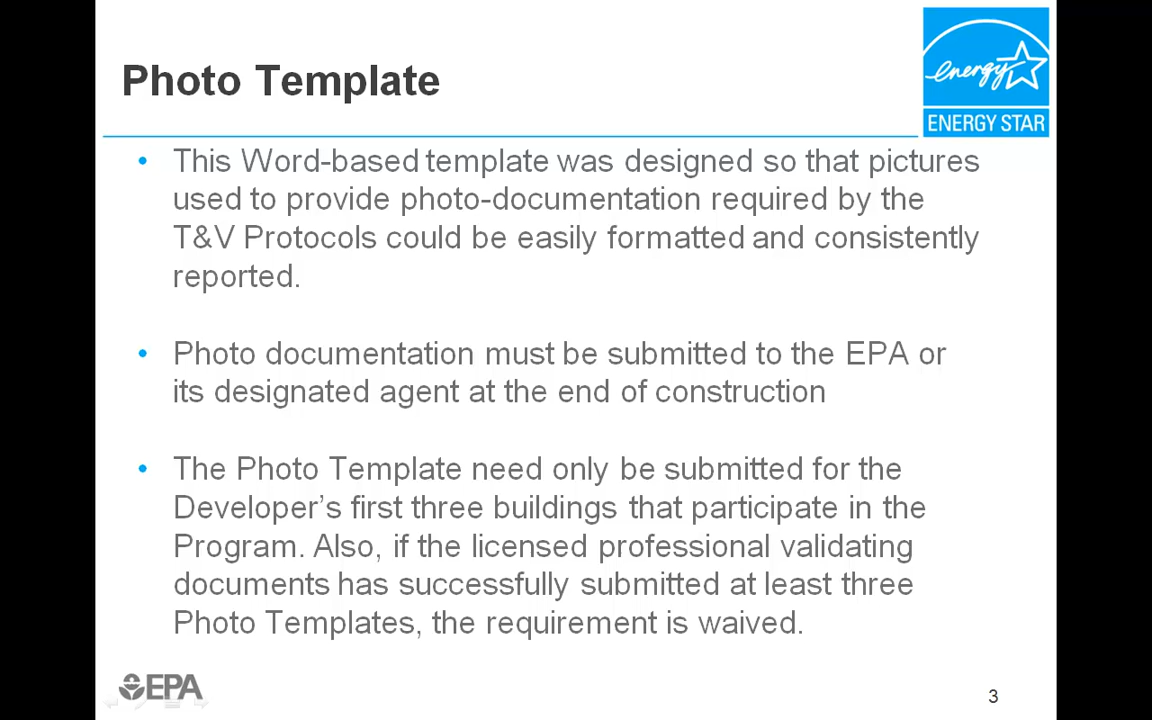 Photo Template
energy
ENERGY STAR
• This Word-based template was designed so that pictures
used to provide photo-documentation required by the
T&V Protocols could be easily formatted and consistently
reported.
• Photo documentation must be submitted to the EPA or
its designated agent at the end of construction
• The Photo Template need only be submitted for the
Developer’s first three buildings that participate in the
Program. Also, if the licensed professional validating
documents has successfully submitted at least three
Photo Templates, the requirement is waived.
EPA
3